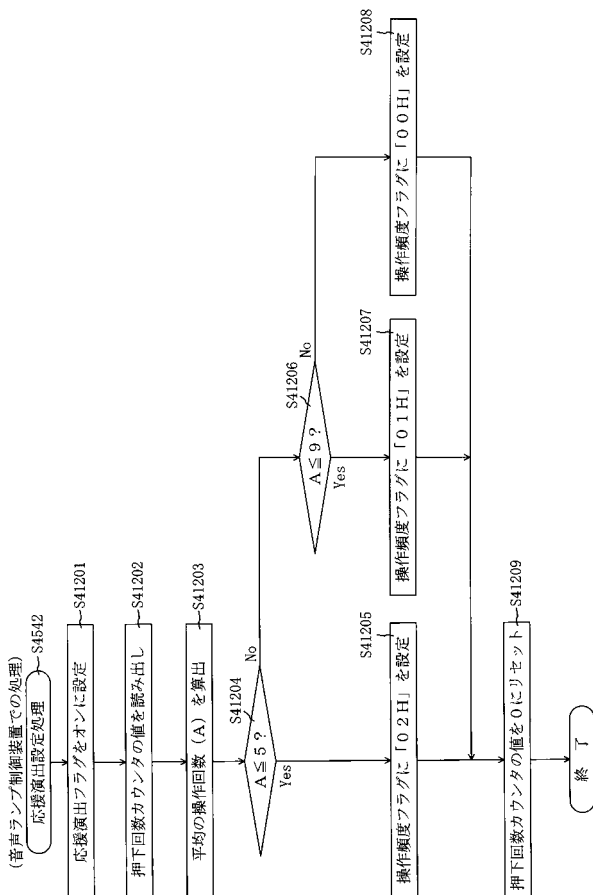 (音声ランプ制御装置での処理)
応援演出設定処理
S4542
応援演出フラグをオンに設定
S41201
押下回数カウンタの値を読み出し
S41202
平均の操作回数（A）を算出
S41203
A≦5？
S41204
No
Yes
A≦9？
S41206
No
Yes
操作頻度フラグに「02H」を設定
S41205
操作頻度フラグに「01H」を設定
S41207
操作頻度フラグに「00H」を設定
S41208
押下回数カウンタの値を0にリセット
S41209
終了